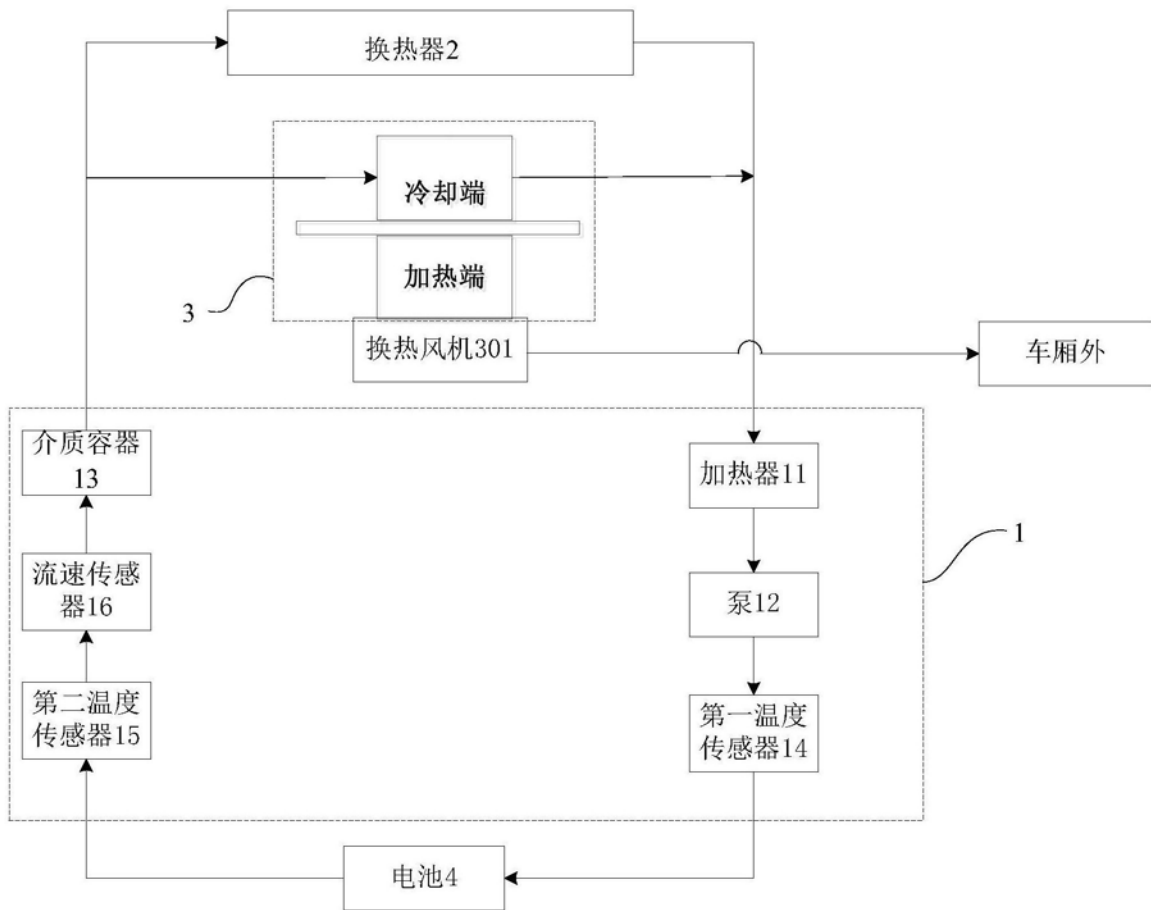 换热器2
冷却端
加热端
3
换热风机301
车厢外
介质容器
13
加热器11
1
流速传感
器16
泵12
第二温度
传感器15
第一温度
传感器14
电池4